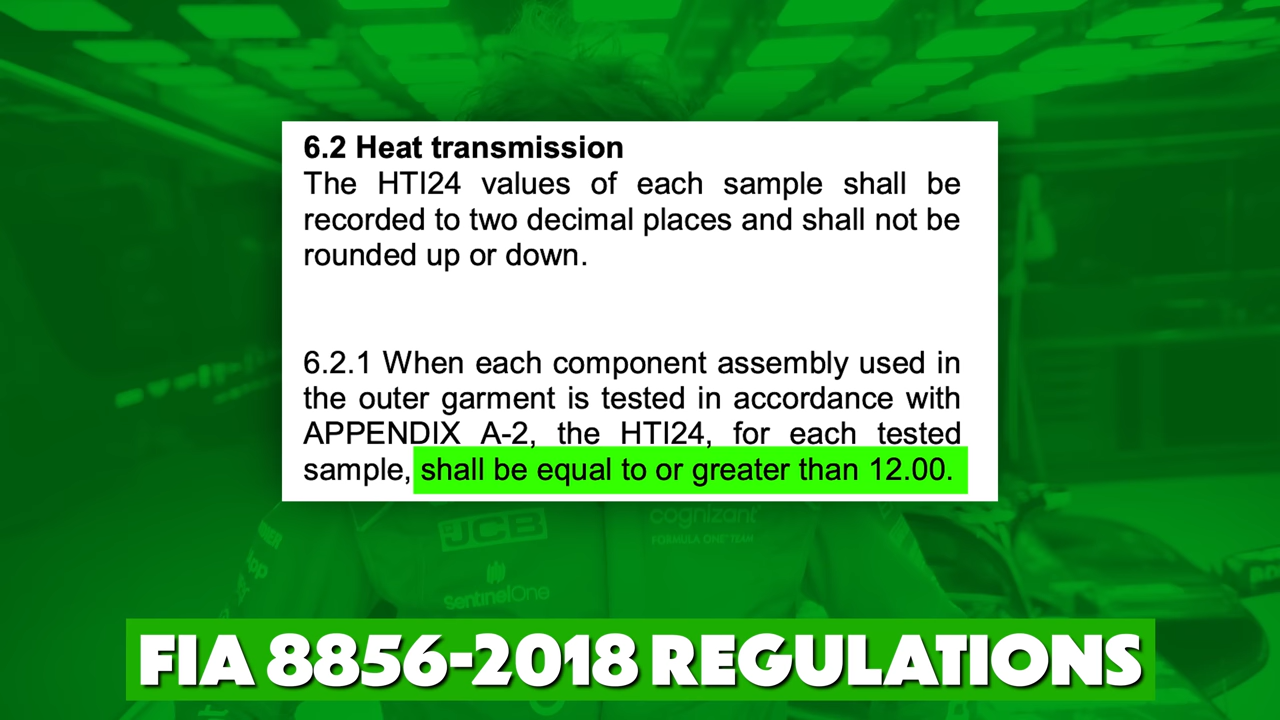 6.2 Heat transmission
The HTI24 values of each sample shall be
recorded to two decimal places and shall not be
rounded up or down.
6.2.1 When each component assembly used in
the outer garment is tested in accordance with
APPENDIX A-2, the HTI24, for each tested
sample, shall be equal to or greater than 12.00.
JCB
cognizant
FORMULA ONE™ TEAM
SentinelOne
FIA 8856-2018 REGULATIONS